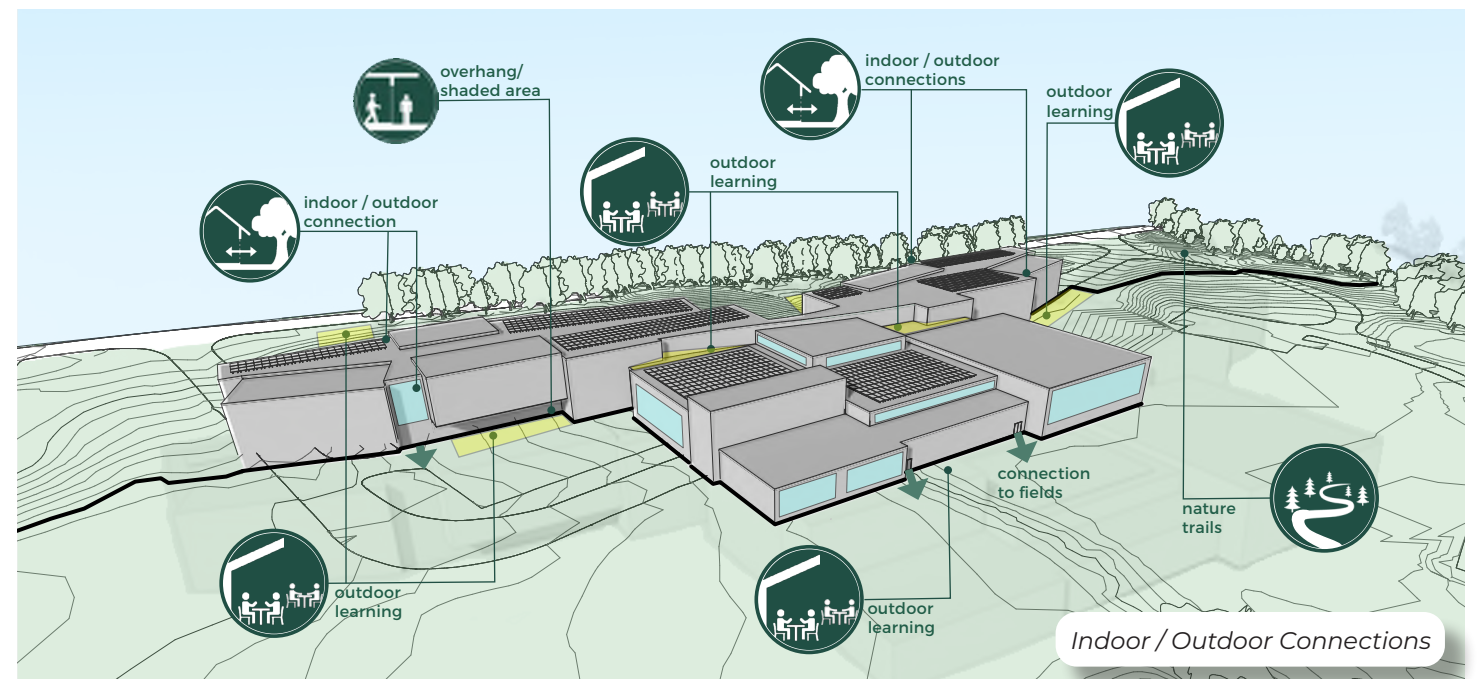 overhang/
shaded area
indoor / outdoor
connections
outdoor
learning
outdoor
learning
indoor / outdoor
connection
connection
to fields
nature
trails
outdoor
learning
outdoor
learning
Indoor / Outdoor Connections